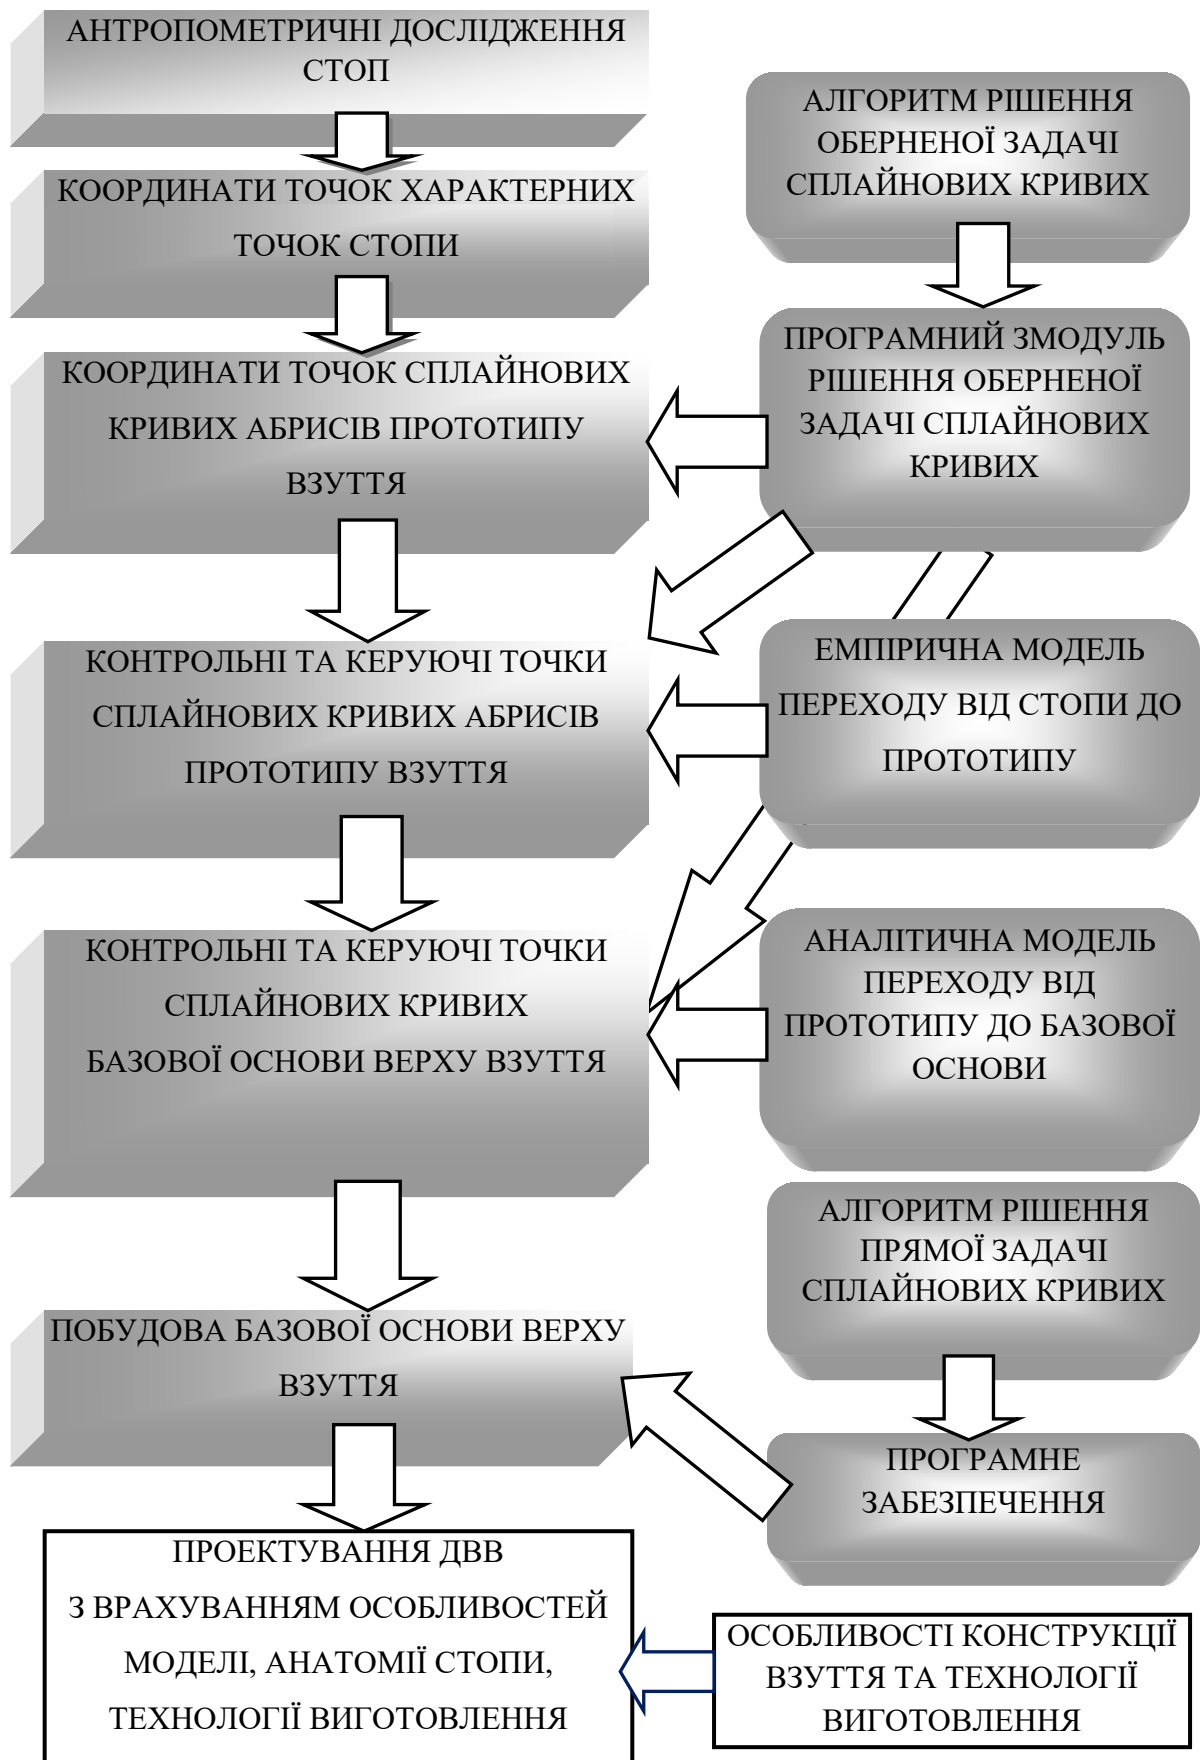 АНТРОПОМЕТРИЧНІ ДОСЛІДЖЕННЯ
СТОП
КООРДИНАТИ ТОЧОК ХАРАКТЕРНИХ
ТОЧОК СТОПИ
КООРДИНАТИ ТОЧОК СПЛАЙНОВИХ
КРИВИХ АБРИСІВ ПРОТОТИПУ
ВЗУТТЯ
КОНТРОЛЬНІ ТА КЕРУЮЧІ ТОЧКИ
СПЛАЙНОВИХ КРИВИХ АБРИСІВ
ПРОТОТИПУ ВЗУТТЯ
КОНТРОЛЬНІ ТА КЕРУЮЧІ ТОЧКИ
СПЛАЙНОВИХ КРИВИХ
БАЗОВОЇ ОСНОВИ ВЕРХУ ВЗУТТЯ
ПОБУДОВА БАЗОВОЇ ОСНОВИ ВЕРХУ
ВЗУТТЯ
ПРОЕКТУВАННЯ ДВВ
З ВРАХУВАННЯМ ОСОБЛИВОСТЕЙ
МОДЕЛІ, АНАТОМІЇ СТОПИ,
ТЕХНОЛОГІЇ ВИГОТОВЛЕННЯ
АЛГОРИТМ РІШЕННЯ
ОБЕРНЕНОЇ ЗАДАЧІ
СПЛАЙНОВИХ КРИВИХ
ПРОГРАМНИЙ ЗМОДУЛЬ
РІШЕННЯ ОБЕРНЕНОЇ
ЗАДАЧІ СПЛАЙНОВИХ
КРИВИХ
ЕМПІРИЧНА МОДЕЛЬ
ПЕРЕХОДУ ВІД СТОПИ ДО
ПРОТОТИПУ
АНАЛІТИЧНА МОДЕЛЬ
ПЕРЕХОДУ ВІД
ПРОТОТИПУ ДО БАЗОВОЇ
ОСНОВИ
АЛГОРИТМ РІШЕННЯ
ПРЯМОЇ ЗАДАЧІ
СПЛАЙНОВИХ КРИВИХ
ПРОГРАМНЕ
ЗАБЕЗПЕЧЕННЯ
ОСОБЛИВОСТІ КОНСТРУКЦІЇ
ВЗУТТЯ ТА ТЕХНОЛОГІЇ
ВИГОТОВЛЕННЯ